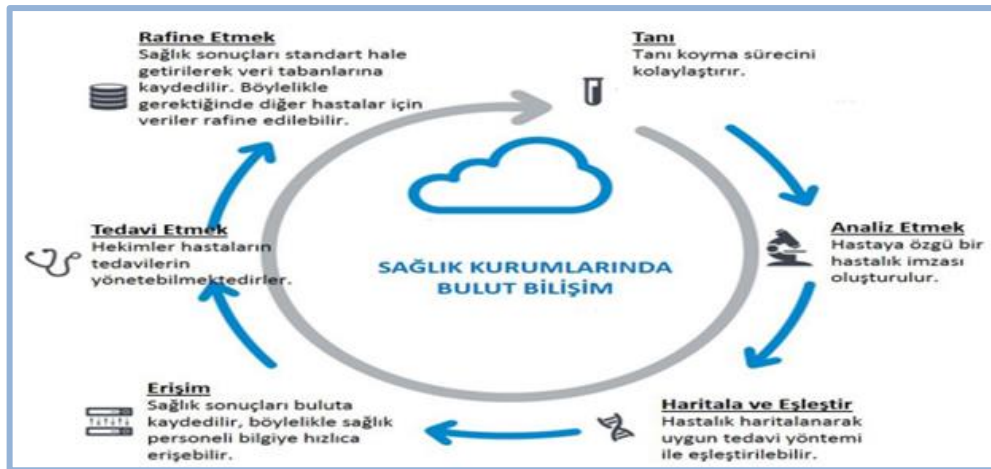 Rafine Etmek
Sağlık sonuçları standart hale
getirilerek veri tabanlarına
kaydedilir. Böylelikle
gerektiğinde diğer hastalar için
veriler rafine edilebilir.
Tanı
Tanı koyma sürecini
kolaylaştırır.
Tedavi Etmek
Hekimler hastaların
tedavilerin
yönetebilmektedirler.
SAĞLIK KURUMLARINDA
BULUT BİLİŞİM
Analiz Etmek
Hastaya özgü bir
hastalık imzası
oluşturulur.
Erişim
Sağlık sonuçları buluta
kaydedilir, böylelikle sağlık
personeli bilgiye hızlıca
erişebilir.
Haritala ve Eşleştir
Hastalık haritalanarak
uygun tedavi yöntemi
ile eşleştirilebilir.